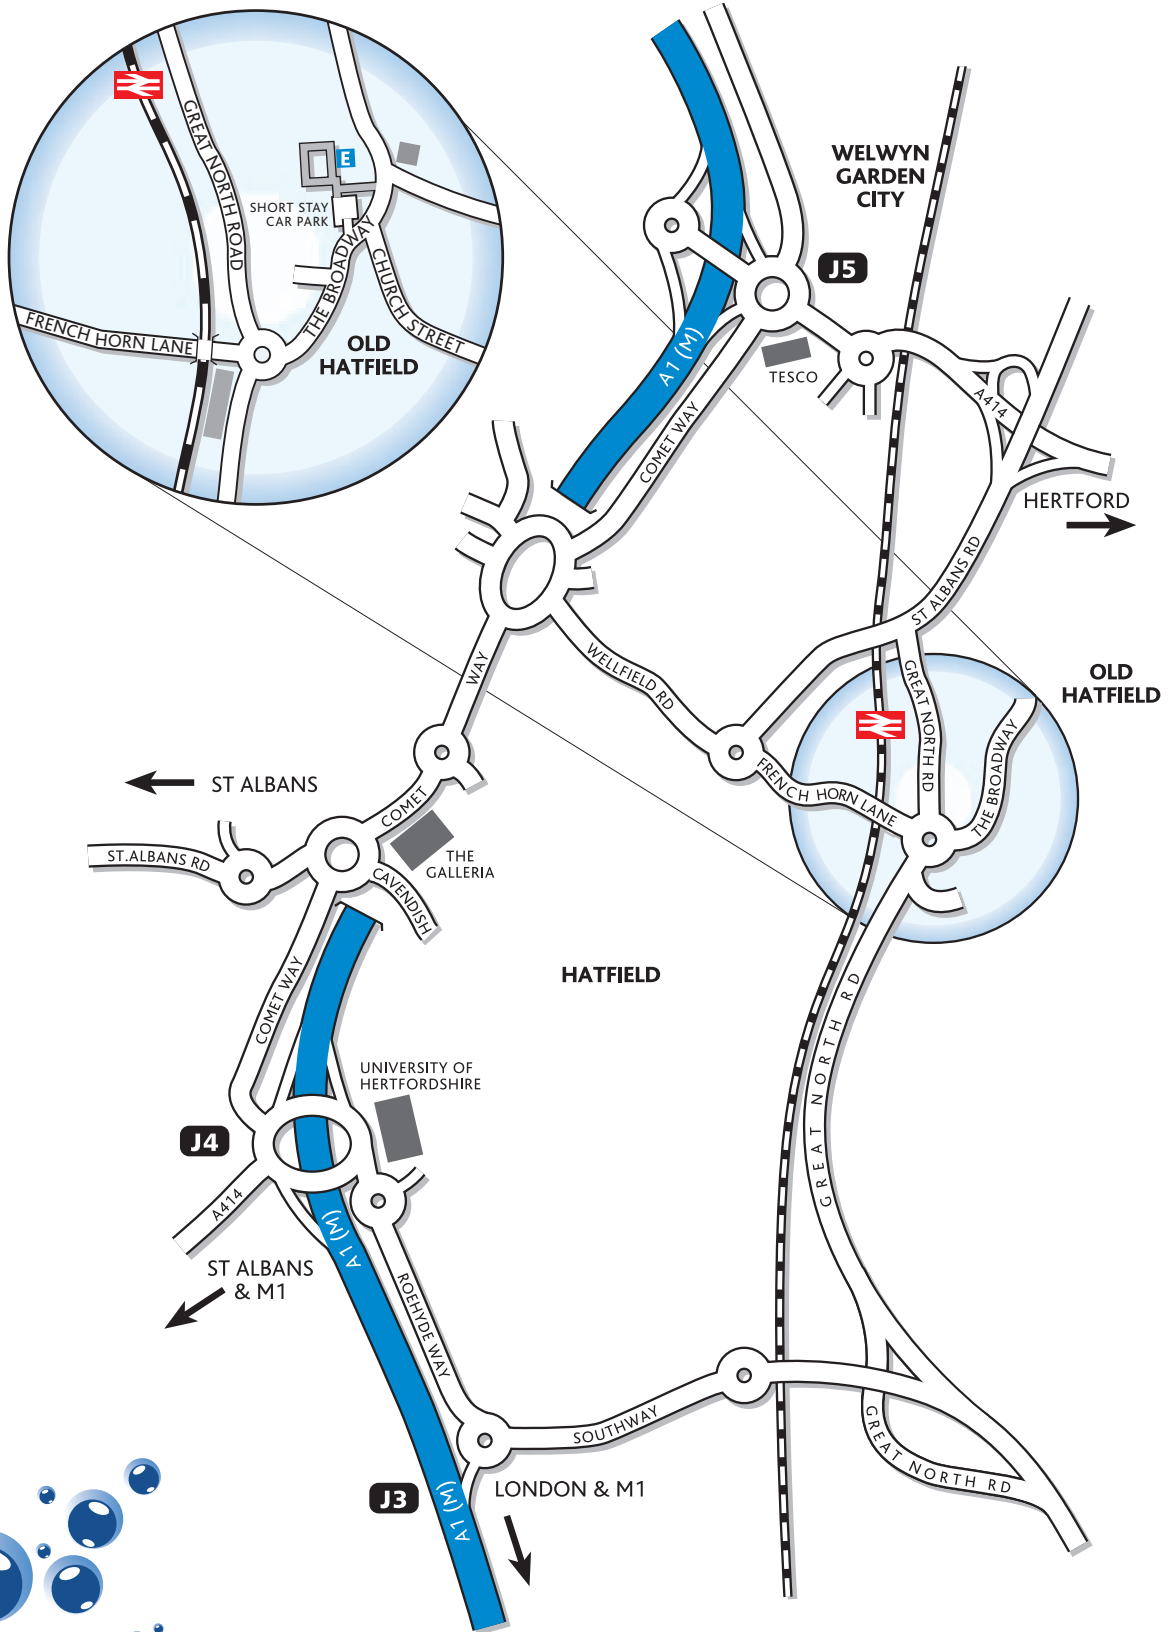 GREAT NORTH ROAD
E
SHORT STAY
CAR PARK
THE BROADWAY
CHURCH STREET
FRENCH HORN LANE
OLD
HATFIELD
WELWYN
GARDEN
CITY
J5
A1 (M)
TESCO
COMET WAY
A414
HERTFORD
ST ALBANS RD
WELLFIELD RD
WAY
GREAT NORTH RD
OLD
HATFIELD
THE BROADWAY
FRENCH HORN LANE
ST ALBANS
COMET
THE
GALLERIA
ST.ALBANS RD
CAVENDISH
HATFIELD
COMET WAY
GREAT NORTH RD
UNIVERSITY OF
HERTFORDSHIRE
J4
A414
A1 (M)
ST ALBANS
& M1
ROEHYDE WAY
SOUTHWAY
GREAT NORTH RD
J3
A1 (M)
LONDON & M1